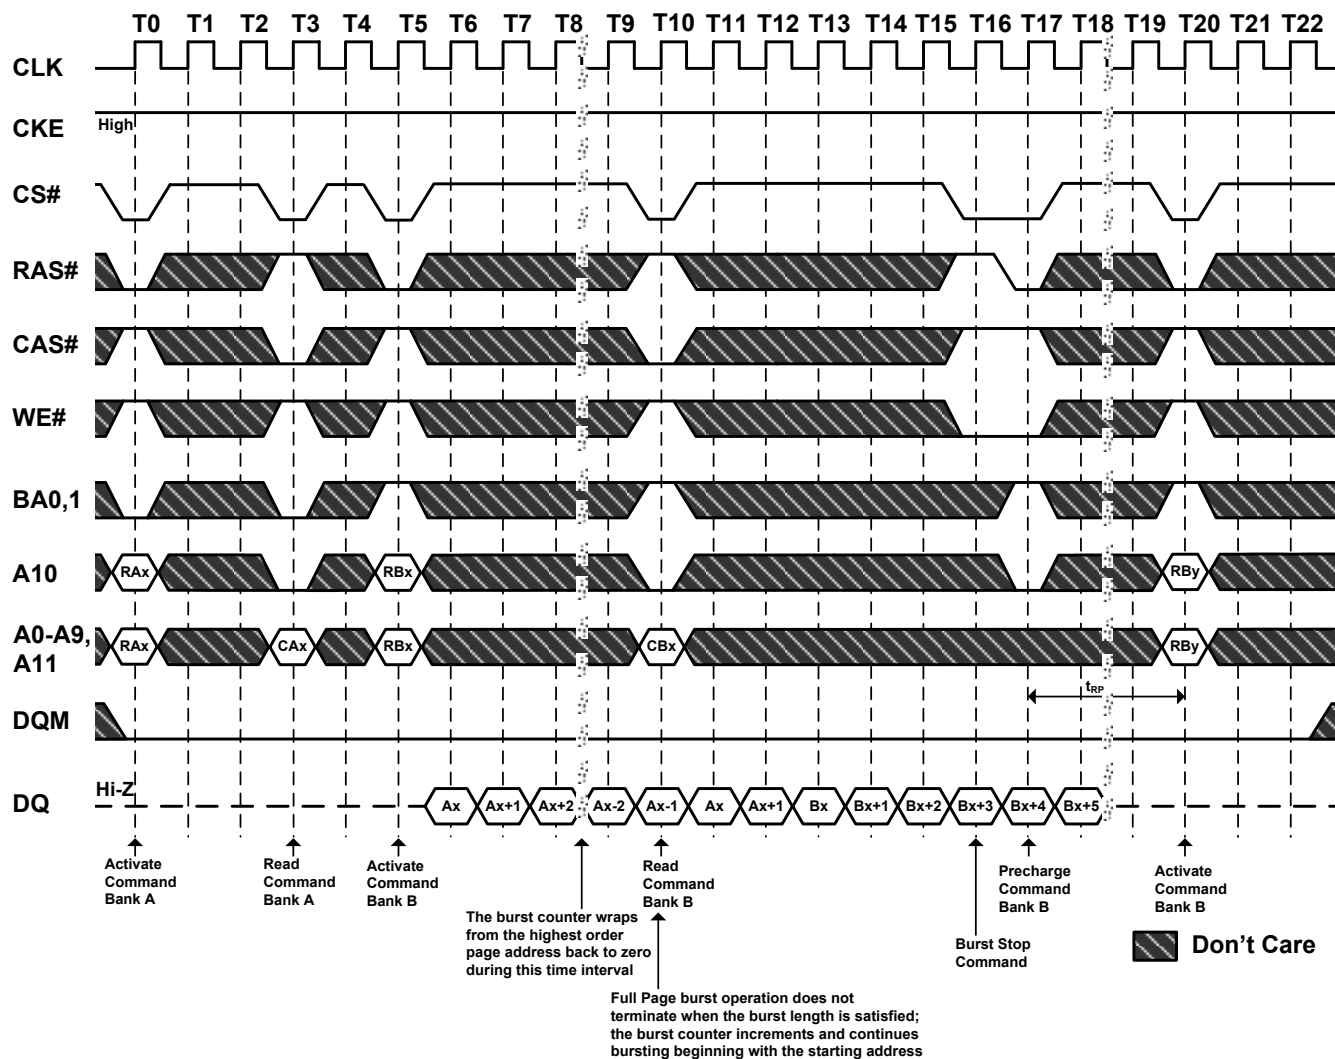 T0 T1 T2 T3 T4 T5 T6 T7 T8 T9 T10 T11 T12 T13 T14 T15 T16 T17 T18 T19 T20 T21 T22
CLK
CKE High
CS#
RAS#
CAS#
WE#
BA0,1
A10 RAx RBx RBy
A0-A9,
A11
RAx CAx RBx CBx RBy
tRP
DQM
DQ Hi-Z Ax Ax+1 Ax+2 Ax-2 Ax-1 Ax Ax+1 Bx Bx+1 Bx+2 Bx+3 Bx+4 Bx+5
Activate
Command
Bank A
Read
Command
Bank A
Activate
Command
Bank B
The burst counter wraps
from the highest order
page address back to zero
during this time interval
Read
Command
Bank B
Full Page burst operation does not
terminate when the burst length is satisfied;
the burst counter increments and continues
bursting beginning with the starting address
Burst Stop
Command
Precharge
Command
Bank B
Activate
Command
Bank B
Don't Care